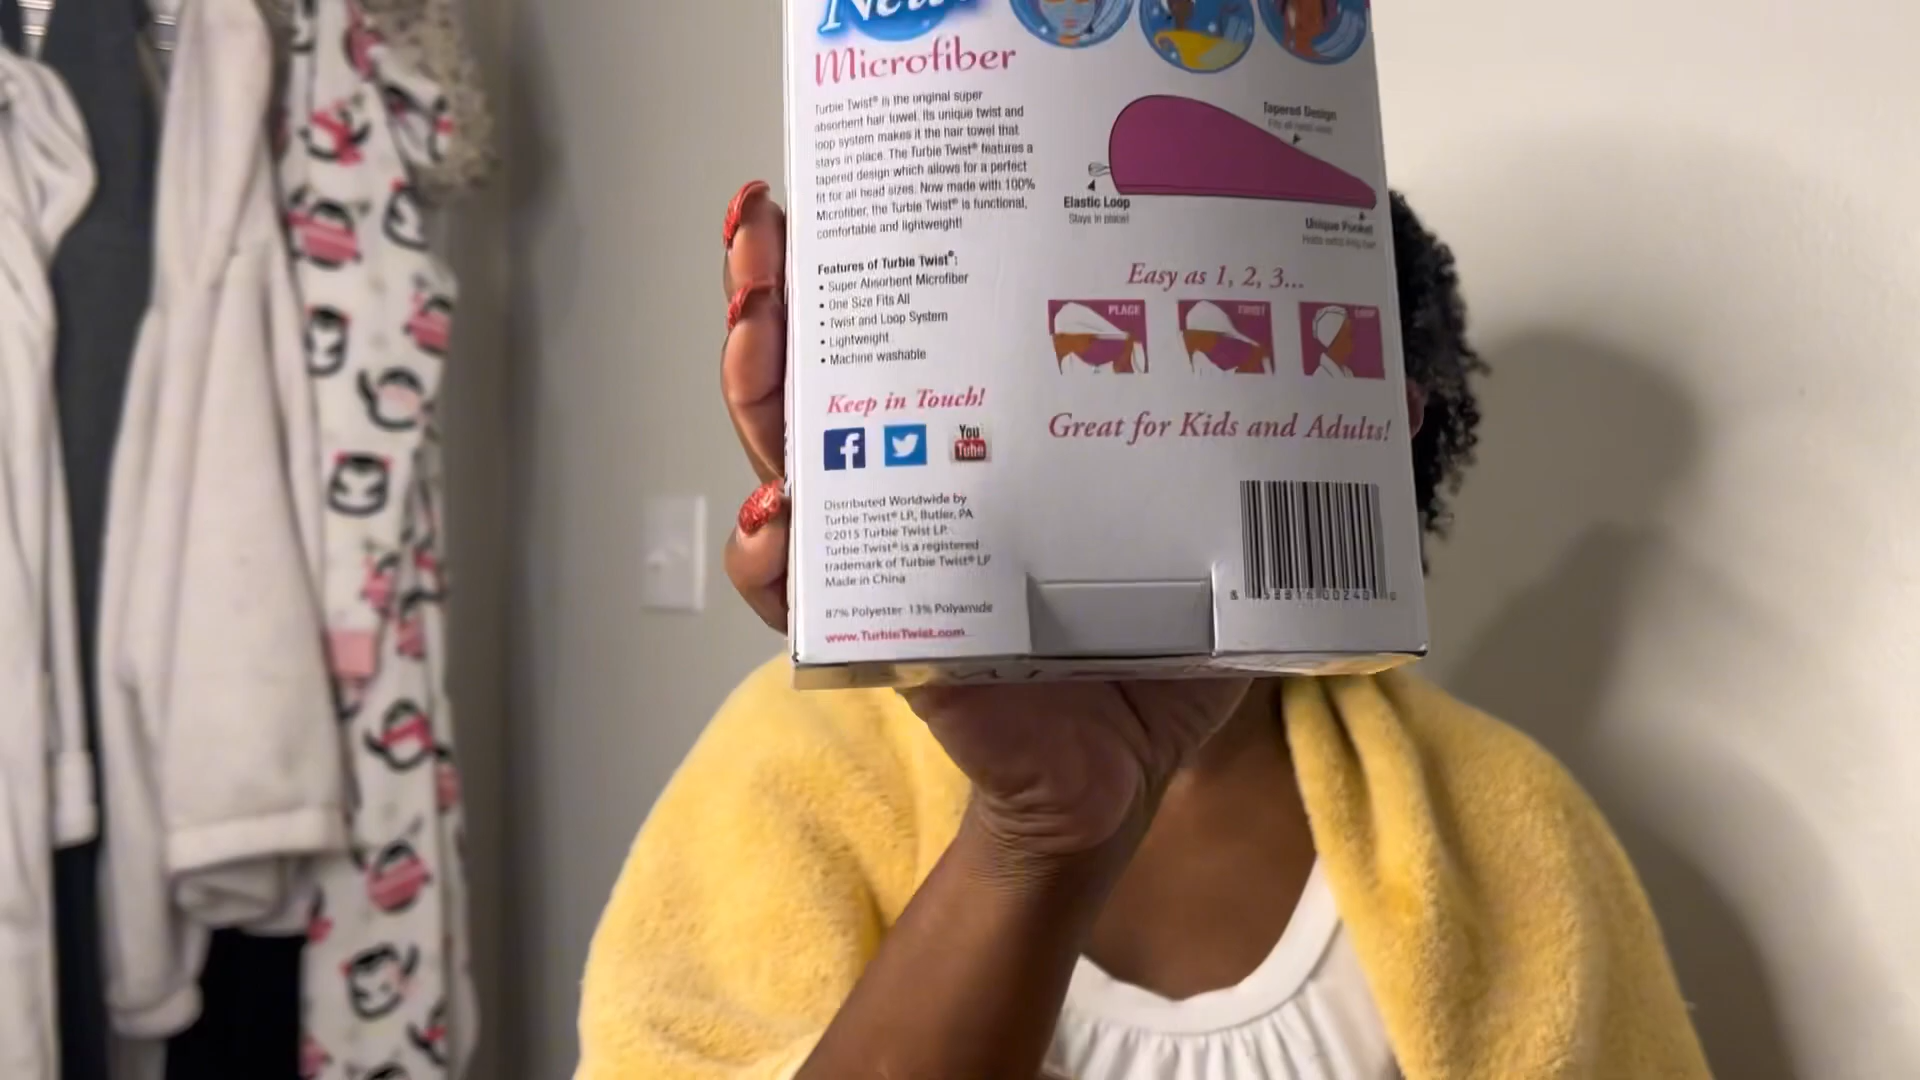 New!
Microfiber
Turbie Twist® is the original super
absorbent hair towel. Its unique twist and
loop system makes it the hair towel that
stays in place. The Turbie Twist® features a
tapered design which allows for a perfect
fit for all head sizes. Now made with 100%
Microfiber, the Turbie Twist® is functional,
comfortable and lightweight!
Features of Turbie Twist®:
• Super Absorbent Microfiber
• One Size Fits All
• Twist and Loop System
• Lightweight
• Machine washable
Keep in Touch!
You
Tube
Distributed Worldwide by
Turbie Twist® LP, Butler, PA
©2015 Turbie Twist LP.
Turbie Twist® is a registered
trademark of Turbie Twist® LP
Made in China
87% Polyester 13% Polyamide
www.TurbieTwist.com
Tapered Design
Elastic Loop
Stays in place!
Unique Pocket
Easy as 1, 2, 3...
PLACE
TWIST
LOOP
Great for Kids and Adults!